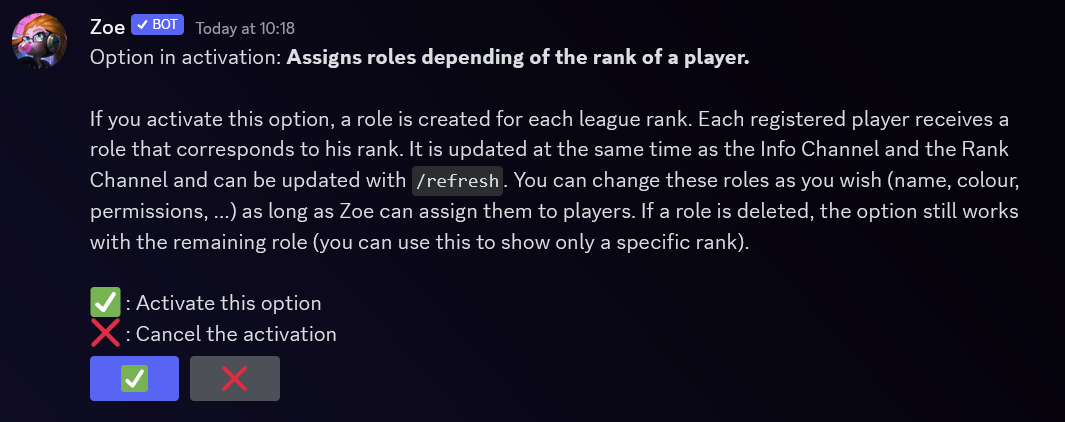 Zoe ✓ BOT Today at 10:18
Option in activation: Assigns roles depending of the rank of a player.
If you activate this option, a role is created for each league rank. Each registered player receives a
role that corresponds to his rank. It is updated at the same time as the Info Channel and the Rank
Channel and can be updated with /refresh. You can change these roles as you wish (name, colour,
permissions, ...) as long as Zoe can assign them to players. If a role is deleted, the option still works
with the remaining role (you can use this to show only a specific rank).
✅ : Activate this option
❌ : Cancel the activation